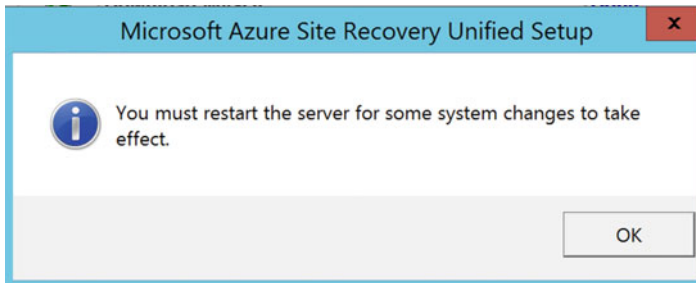 Microsoft Azure Site Recovery Unified Setup
x
You must restart the server for some system changes to take
effect.
OK